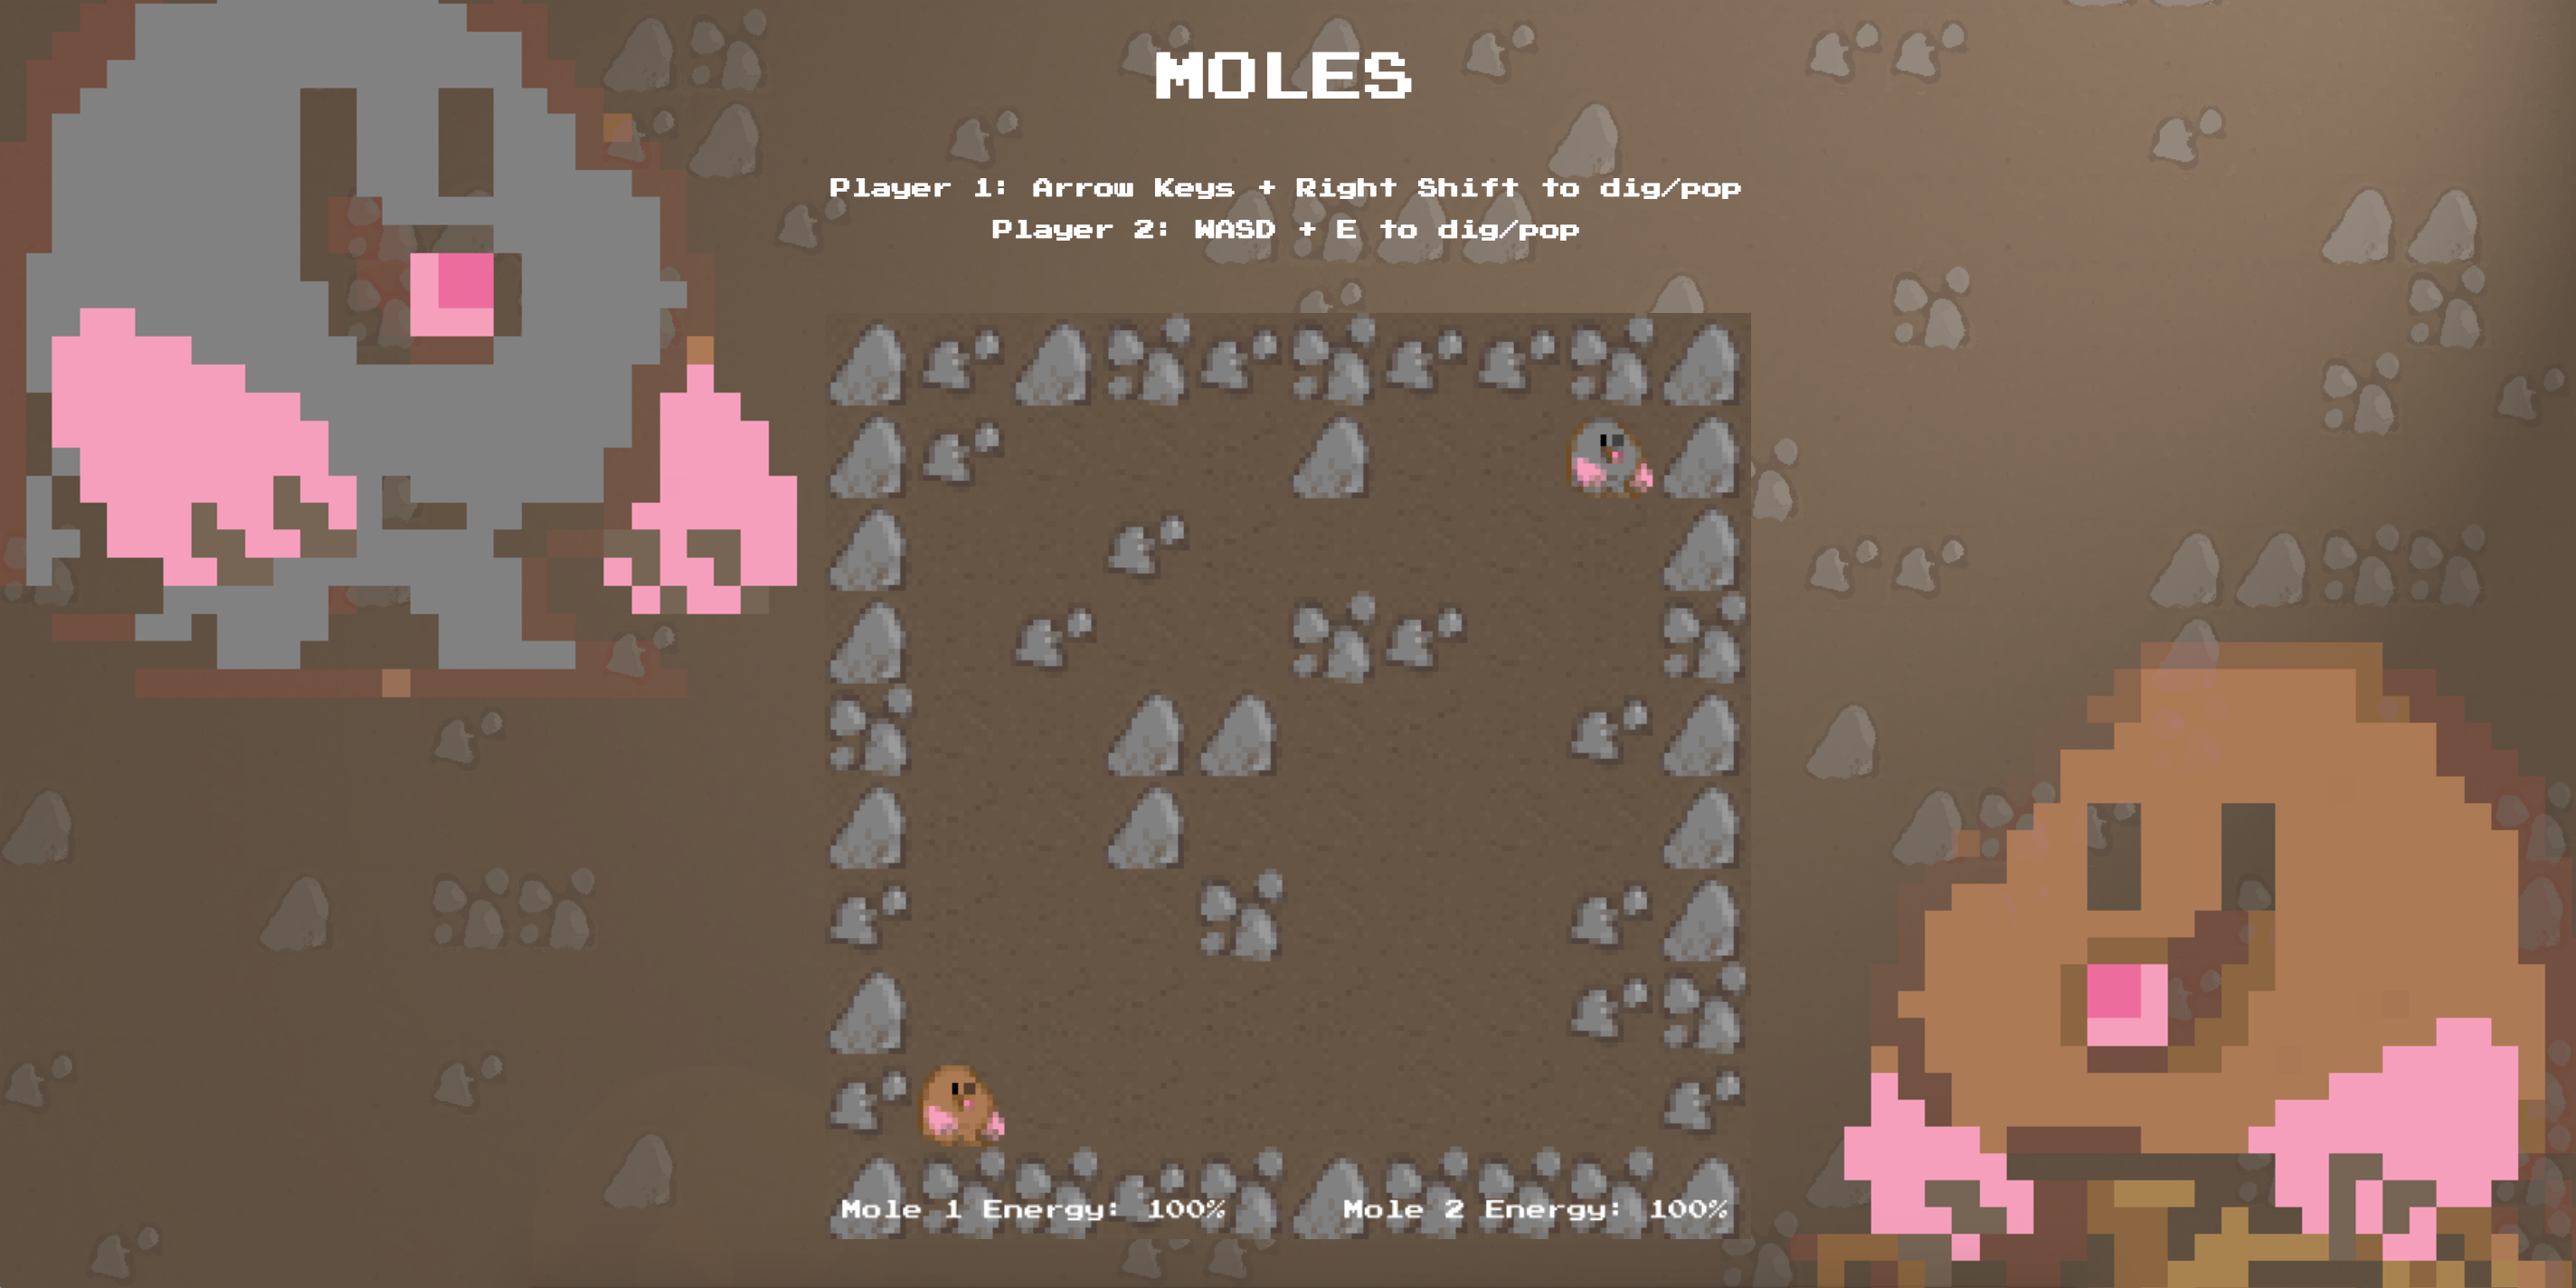 MOLES
Player 1: Arrow Keys + Right Shift to dig/pop
Player 2: WASD + E to dig/pop
Mole 1 Energy: 100%
Mole 2 Energy: 100%